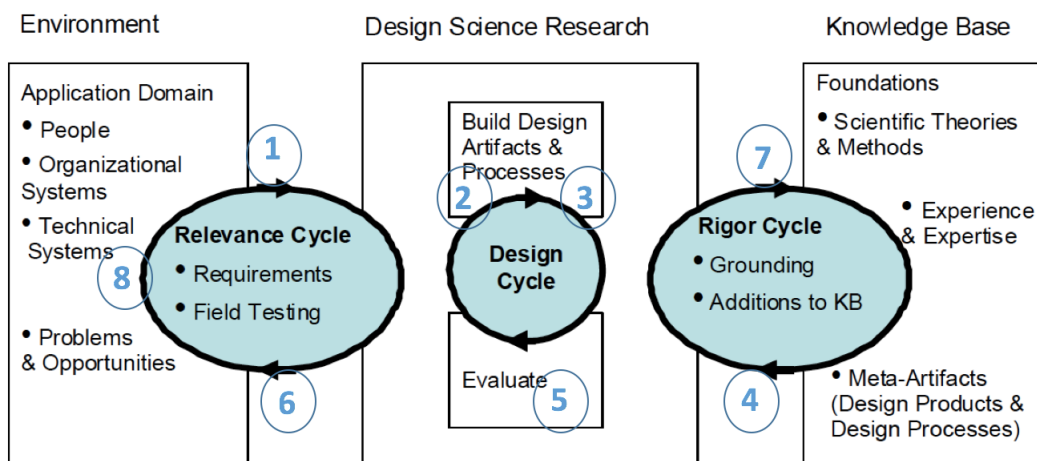 Environment
Design Science Research
Knowledge Base
Application Domain
• People
• Organizational
Systems
• Technical
Systems
• Problems
& Opportunities
1
8
Relevance Cycle
• Requirements
• Field Testing
6
Build Design
Artifacts &
Processes
2
3
Design
Cycle
Evaluate
5
7
Rigor Cycle
• Grounding
• Additions to KB
4
Foundations
• Scientific Theories
& Methods
• Experience
& Expertise
• Meta-Artifacts
(Design Products &
Design Processes)